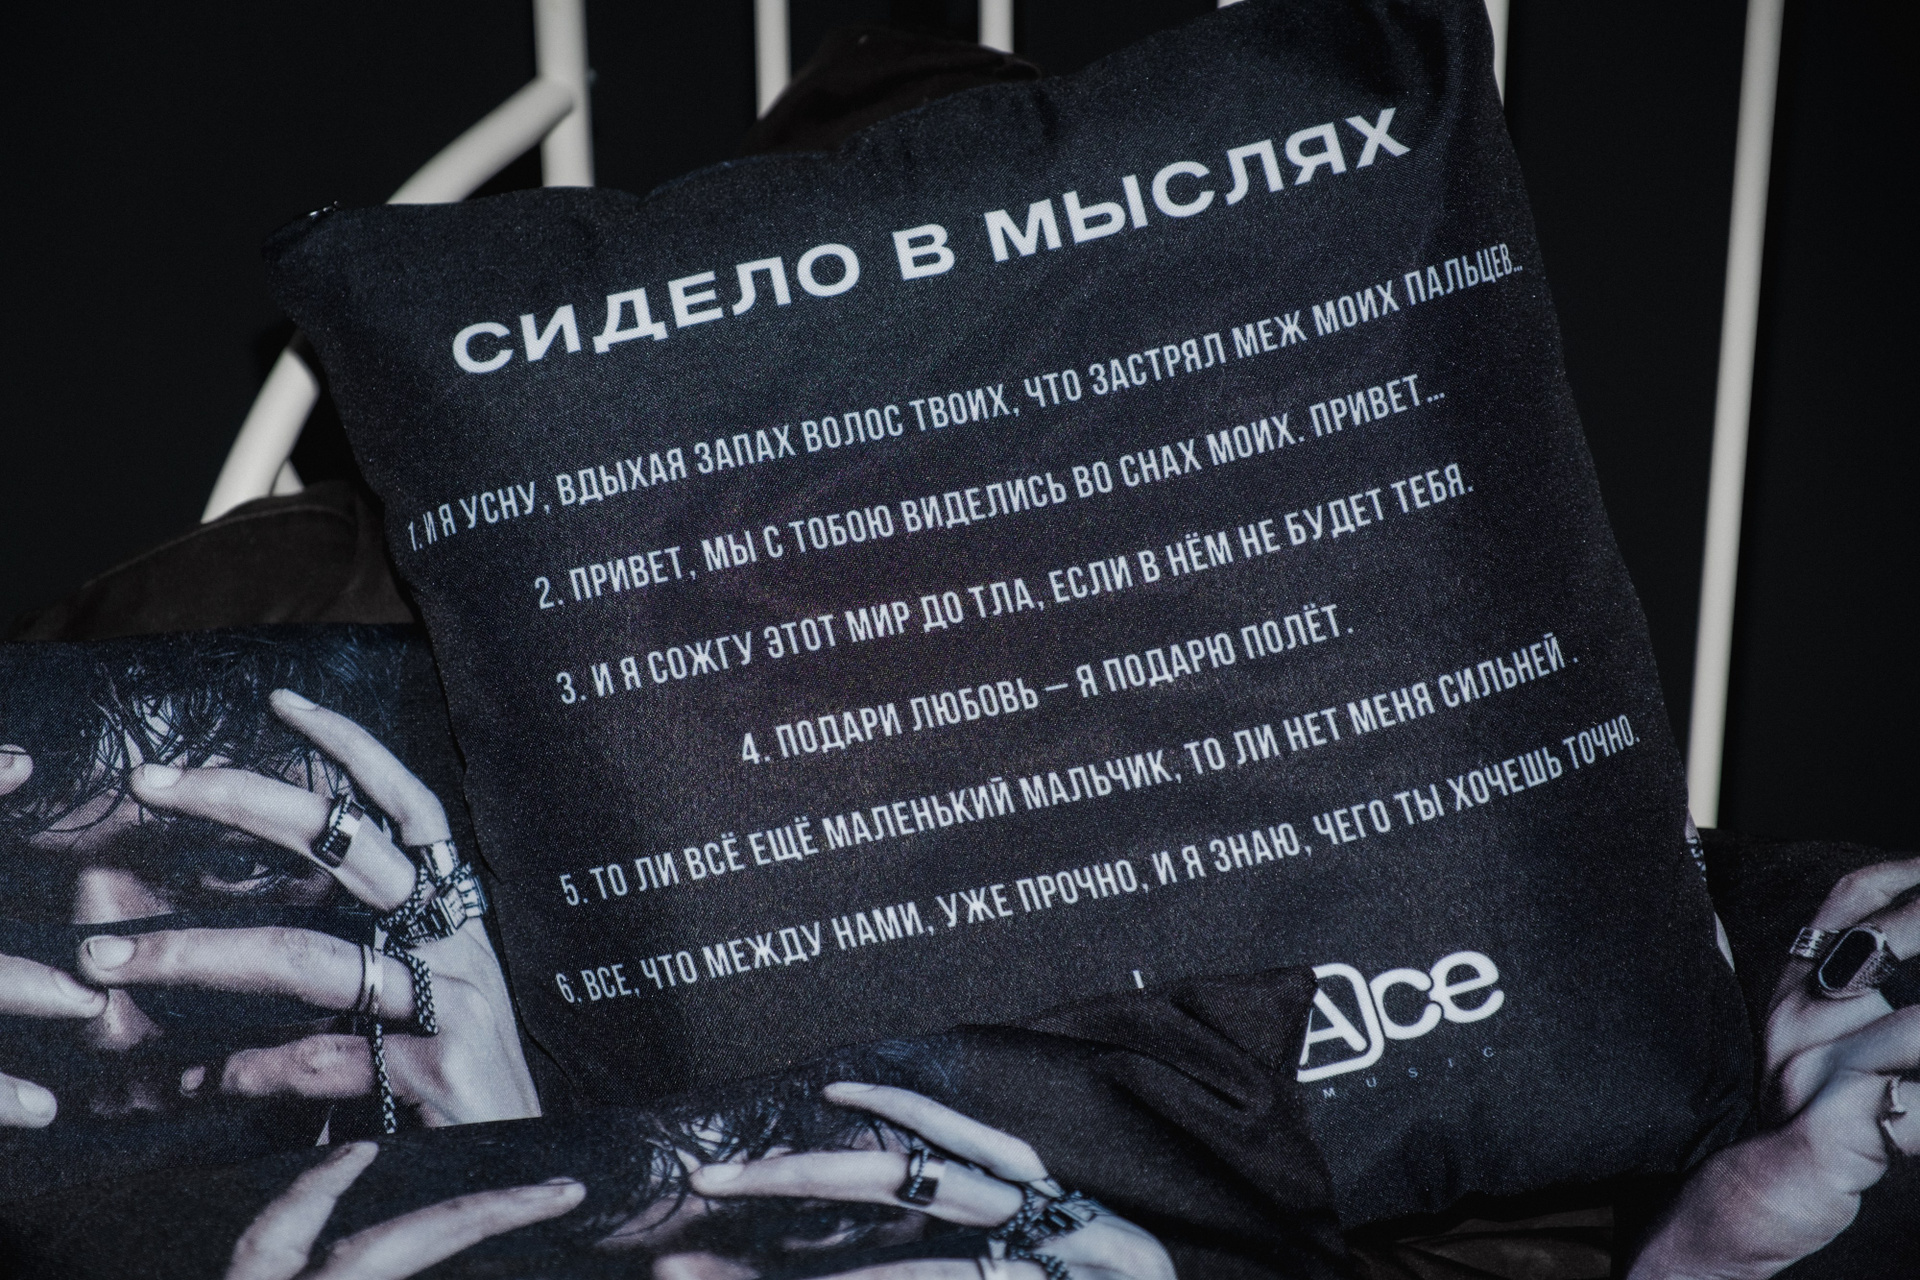 СИДЕЛО В МЫСЛЯХ
1. И Я УСНУ, ВДЫХАЯ ЗАПАХ ВОЛОС ТВОИХ, ЧТО ЗАСТРЯЛ МЕЖ МОИХ ПАЛЬЦЕВ...
2. ПРИВЕТ, МЫ С ТОБОЮ ВИДЕЛИСЬ ВО СНАХ МОИХ. ПРИВЕТ...
3. И Я СОЖГУ ЭТОТ МИР ДО ТЛА, ЕСЛИ В НЁМ НЕ БУДЕТ ТЕБЯ.
4. ПОДАРИ ЛЮБОВЬ – Я ПОДАРЮ ПОЛЁТ.
5. ТО ЛИ ВСЁ ЕЩЁ МАЛЕНЬКИЙ МАЛЬЧИК, ТО ЛИ НЕТ МЕНЯ СИЛЬНЕЙ .
6. ВСЕ, ЧТО МЕЖДУ НАМИ, УЖЕ ПРОЧНО, И Я ЗНАЮ, ЧЕГО ТЫ ХОЧЕШЬ ТОЧНО.
A)ce
MUSIC